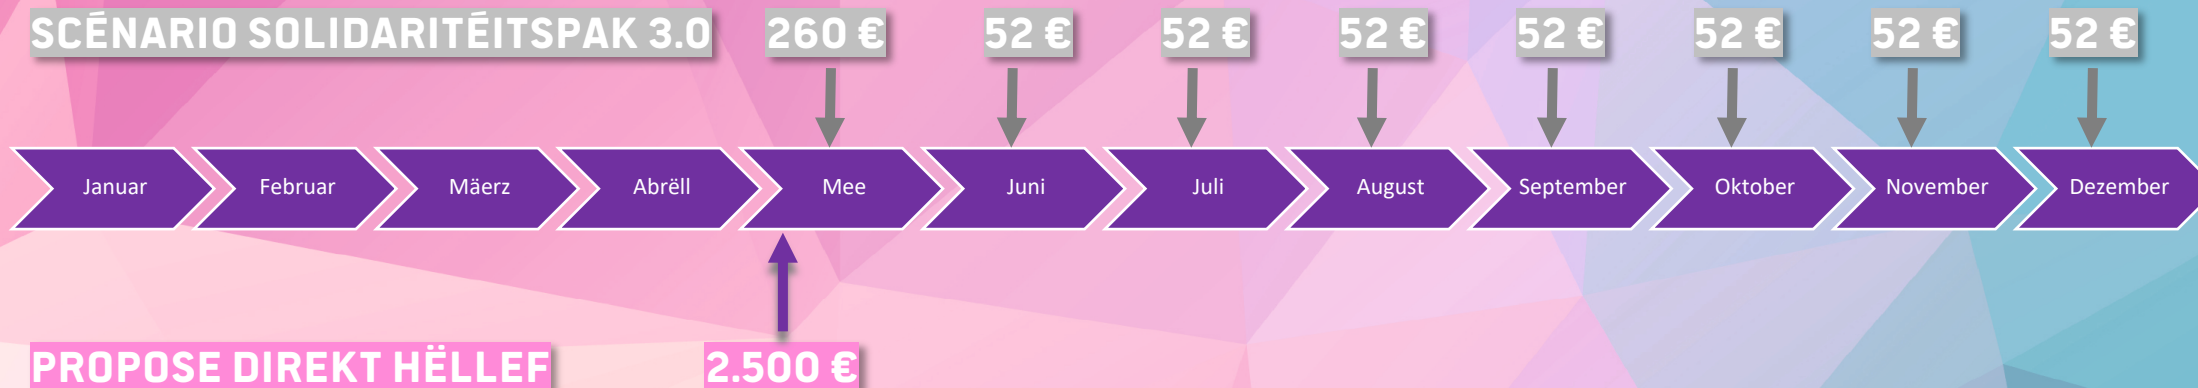 SCÉNARIO SOLIDARITÉITSPAK 3.0 260 € 52 € 52 € 52 € 52 € 52 € 52 € 52 €
Januar Februar Mäerz Abrëll Mee Juni Juli August September Oktober November Dezember
PROPOSE DIREKT HËLLEF 2.500 €